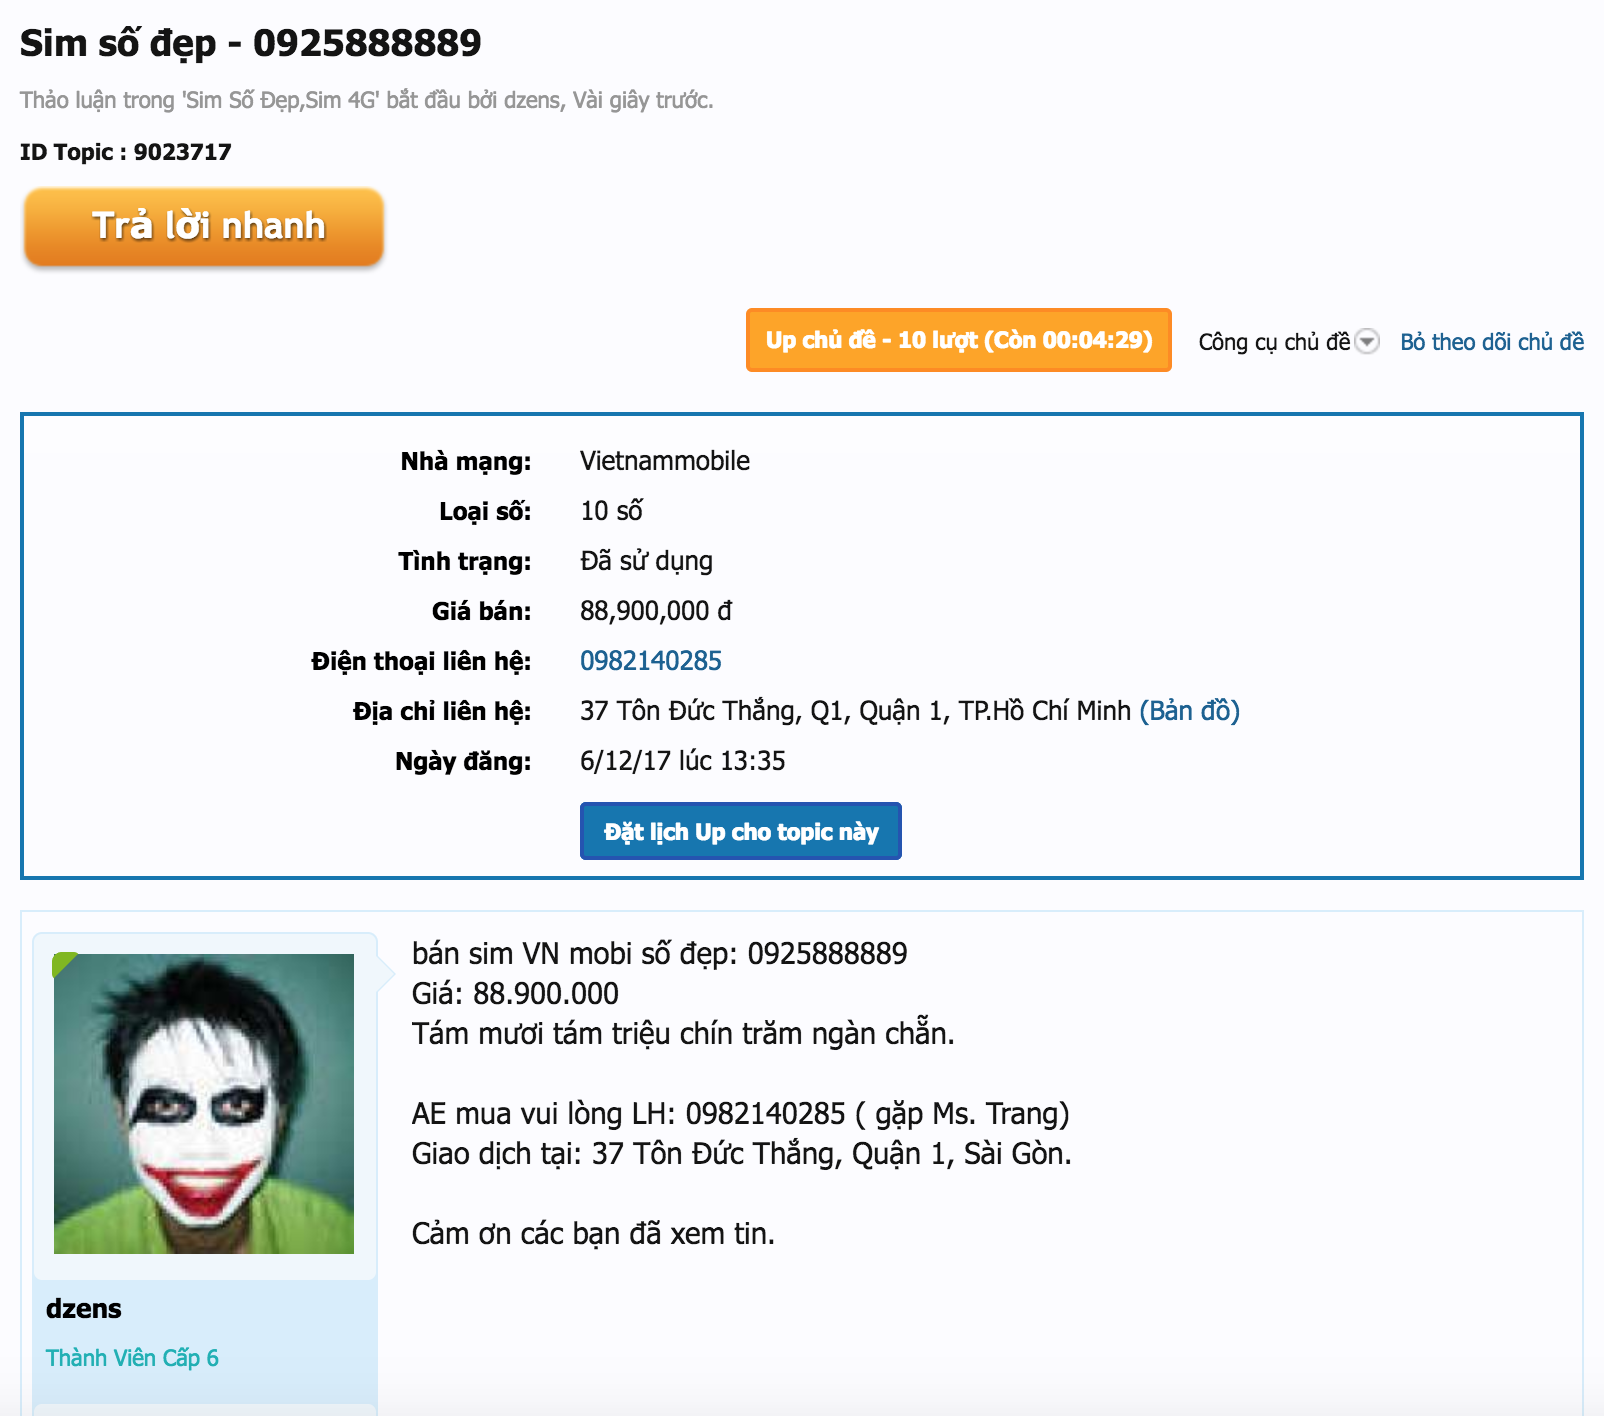 Sim số đẹp - 0925888889
Thảo luận trong 'Sim Số Đẹp,Sim 4G' bắt đầu bởi dzens, Vài giây trước.
ID Topic : 9023717
Trả lời nhanh
Up chủ đề - 10 lượt (Còn 00:04:29) Công cụ chủ đề Bỏ theo dõi chủ đề
Nhà mạng: Vietnammobile
Loại số: 10 số
Tình trạng: Đã sử dụng
Giá bán: 88,900,000 đ
Điện thoại liên hệ: 0982140285
Địa chỉ liên hệ: 37 Tôn Đức Thắng, Q1, Quận 1, TP.Hồ Chí Minh (Bản đồ)
Ngày đăng: 6/12/17 lúc 13:35
Đặt lịch Up cho topic này
bán sim VN mobi số đẹp: 0925888889
Giá: 88.900.000
Tám mươi tám triệu chín trăm ngàn chẵn.
AE mua vui lòng LH: 0982140285 ( gặp Ms. Trang)
Giao dịch tại: 37 Tôn Đức Thắng, Quận 1, Sài Gòn.
Cảm ơn các bạn đã xem tin.
dzens
Thành Viên Cấp 6